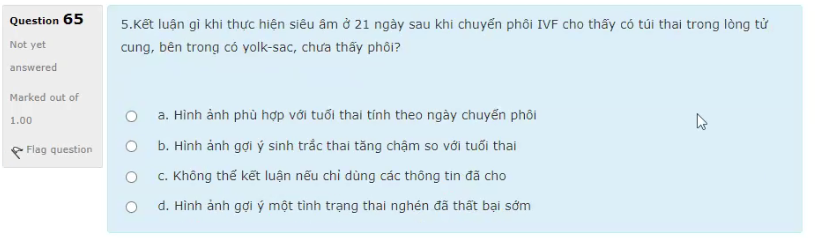 Question 65
Not yet
answered
Marked out of
1.00
Flag question
5.Kết luận gì khi thực hiện siêu âm ở 21 ngày sau khi chuyển phôi IVF cho thấy có túi thai trong lòng tử
cung, bên trong có yolk-sac, chưa thấy phôi?
a. Hình ảnh phù hợp với tuổi thai tính theo ngày chuyển phôi
b. Hình ảnh gợi ý sinh trắc thai tăng chậm so với tuổi thai
c. Không thể kết luận nếu chỉ dùng các thông tin đã cho
d. Hình ảnh gợi ý một tình trạng thai nghén đã thất bại sớm